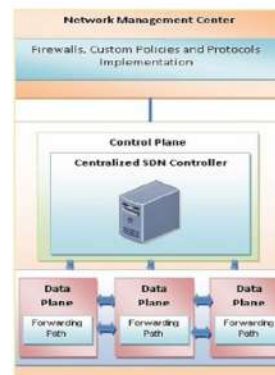 Network Management Center
Firewalls, Custom Policies and Protocols
Implementation
Control Plane
Centralized SDN Controller
Data
Plane
Forwarding
Path
Data
Plane
Forwarding
Path
Data
Plane
Forwarding
Path